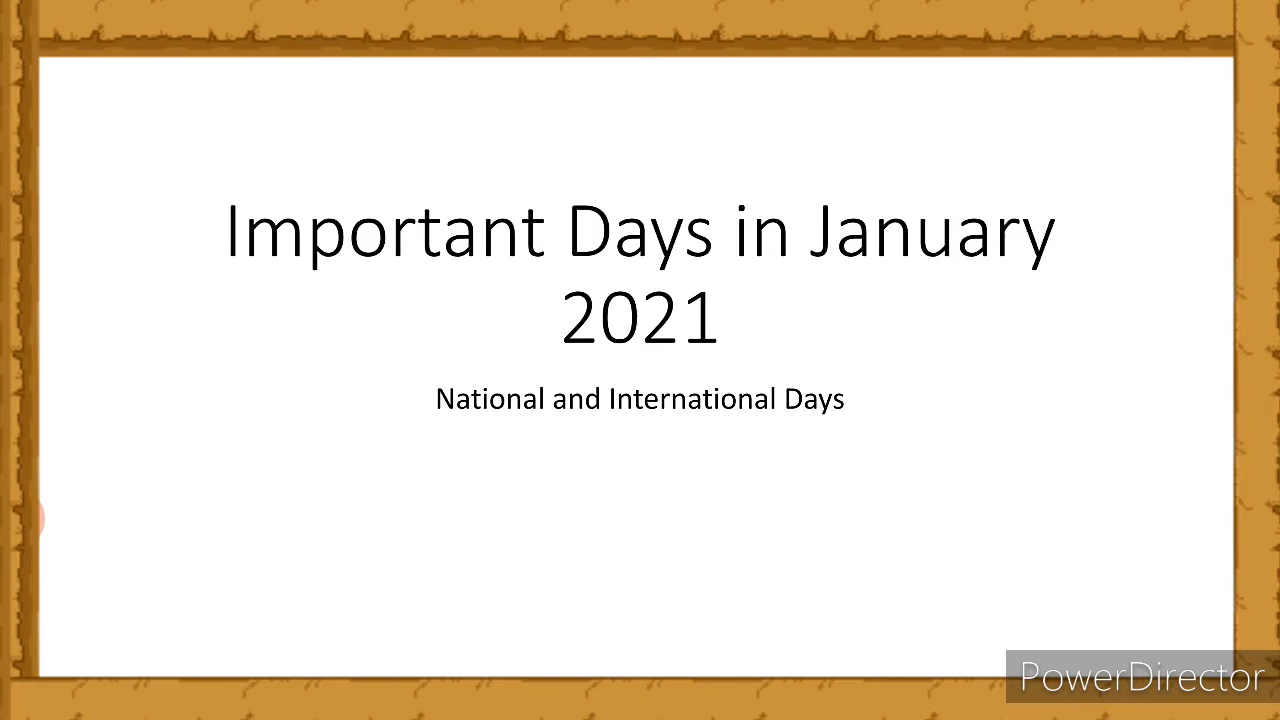 Important Days in January
2021
National and International Days
PowerDirector